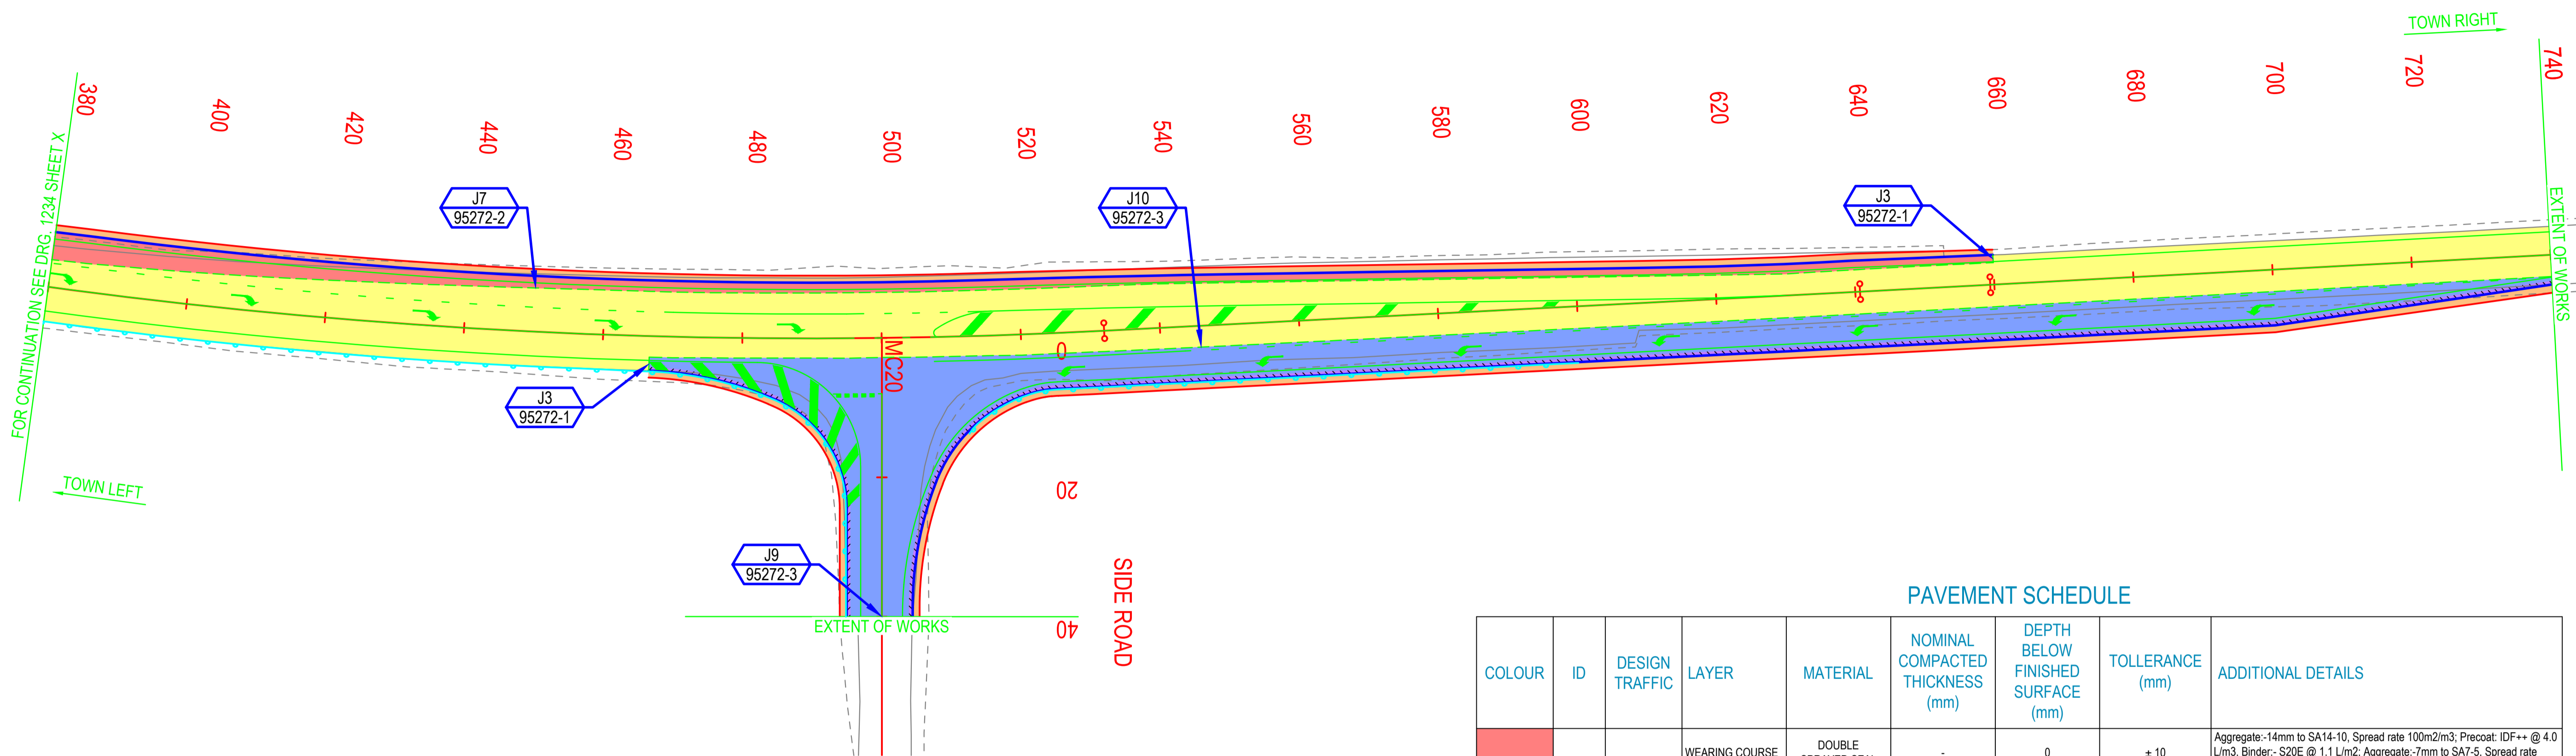 TOWN RIGHT
380
400
420
440
460
480
500
520
540
560
580
600
620
640
660
680
700
720
740
FOR CONTINUATION SEE DRG. 1234 SHEET X
J7
95272-2
J10
95272-3
J3
95272-1
EXTENT OF WORKS
MC20
0
J3
95272-1
TOWN LEFT
20
J9
95272-3
SIDE ROAD
EXTENT OF WORKS
40
PAVEMENT SCHEDULE
COLOUR
ID
DESIGN
TRAFFIC
LAYER
MATERIAL
NOMINAL
COMPACTED
THICKNESS
(mm)
DEPTH
BELOW
FINISHED
SURFACE
(mm)
TOLLERANCE
(mm)
ADDITIONAL DETAILS
WEARING COURSE
DOUBLE
-
0
± 10
Aggregate:-14mm to SA14-10, Spread rate 100m2/m3; Precoat: IDF++ @ 4.0
L/m3, Binder:- S20E @ 1.1 L/m2; Aggregate:-7mm to SA7-5, Spread rate